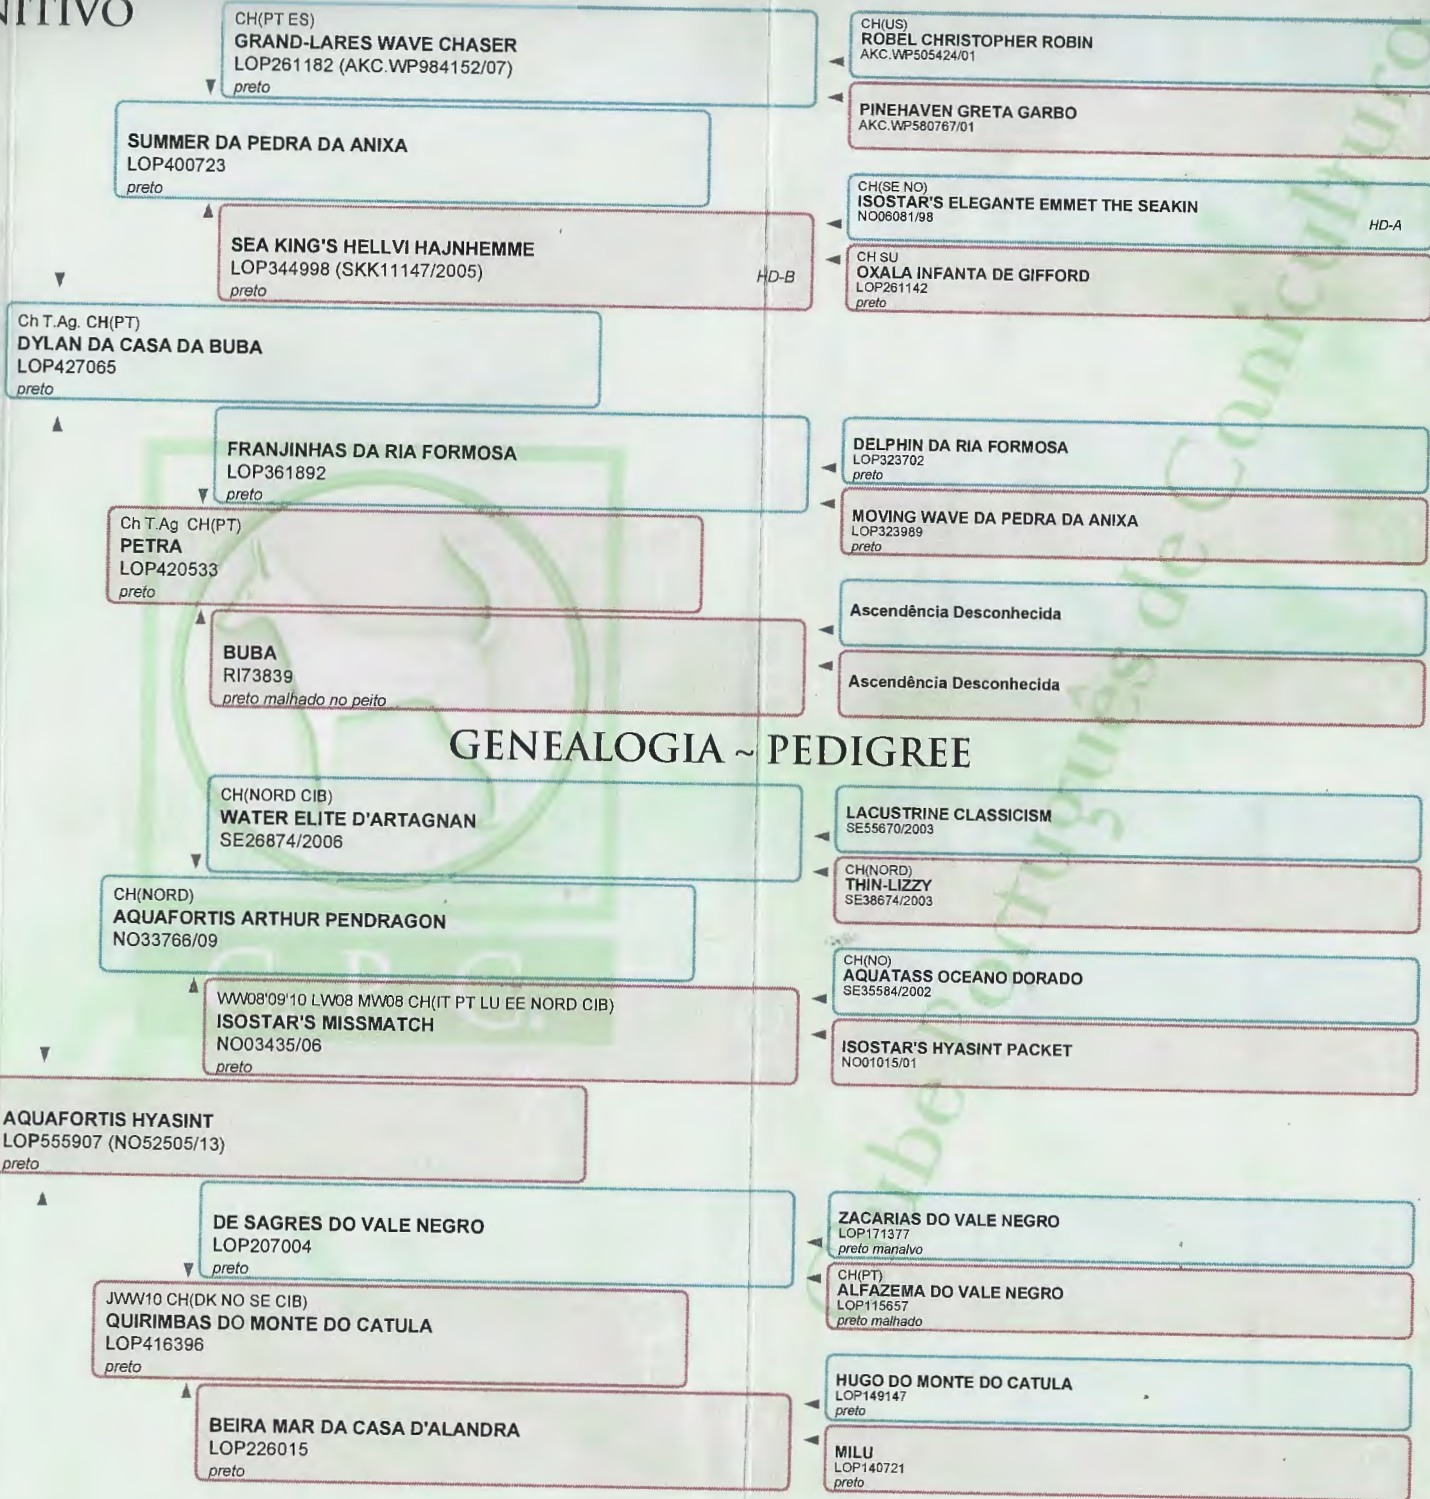 NITIVO
CH(PT ES)
GRAND-LARES WAVE CHASER
LOP261182 (AKC.WP984152/07)
preto
CH(US)
ROBEL CHRISTOPHER ROBIN
AKC.WP505424/01
PINEHAVEN GRETA GARBO
AKC.WP580767/01
SUMMER DA PEDRA DA ANIXA
LOP400723
preto
SEA KING'S HELLVI HAJNHEMME
LOP344998 (SKK11147/2005)
HD-B
preto
CH(SE NO)
ISOSTAR'S ELEGANTE EMMET THE SEAKIN
NO06081/98
HD-A
CH SU
OXALA INFANTA DE GIFFORD
LOP261142
preto
Ch T.Ag. CH(PT)
DYLAN DA CASA DA BUBA
LOP427065
preto
FRANJINHAS DA RIA FORMOSA
LOP361892
preto
DELPHIN DA RIA FORMOSA
LOP323702
preto
MOVING WAVE DA PEDRA DA ANIXA
LOP323989
preto
Ch T.Ag CH(PT)
PETRA
LOP420533
preto
BUBA
RI73839
preto malhado no peito
Ascendência Desconhecida
Ascendência Desconhecida
GENEALOGIA ~ PEDIGREE
CH(NORD CIB)
WATER ELITE D'ARTAGNAN
SE26874/2006
LACUSTRINE CLASSICISM
SE55670/2003
CH(NORD)
THIN-LIZZY
SE38674/2003
CH(NORD)
AQUAFORTIS ARTHUR PENDRAGON
NO33766/09
WW08'09'10 LW08 MW08 CH(IT PT LU EE NORD CIB)
ISOSTAR'S MISSMATCH
NO03435/06
preto
CH(NO)
AQUATASS OCEANO DORADO
SE35584/2002
ISOSTAR'S HYASINT PACKET
NO01015/01
AQUAFORTIS HYASINT
LOP555907 (NO52505/13)
preto
DE SAGRES DO VALE NEGRO
LOP207004
preto
ZACARIAS DO VALE NEGRO
LOP171377
preto manalvo
CH(PT)
ALFAZEMA DO VALE NEGRO
LOP115657
preto malhado
JWW10 CH(DK NO SE CIB)
QUIRIMBAS DO MONTE DO CATULA
LOP416396
preto
BEIRA MAR DA CASA D'ALANDRA
LOP226015
preto
HUGO DO MONTE DO CATULA
LOP149147
preto
MILU
LOP140721
preto
C.P.C.
Clube Português de Canicultura